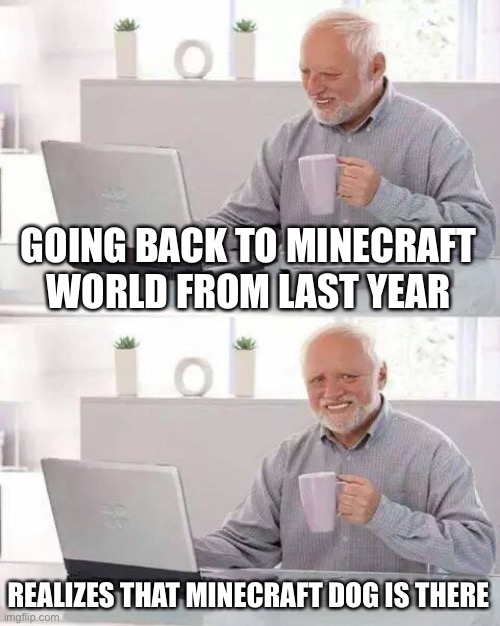 GOING BACK TO MINECRAFT
WORLD FROM LAST YEAR
REALIZES THAT MINECRAFT DOG IS THERE
imgflip.com